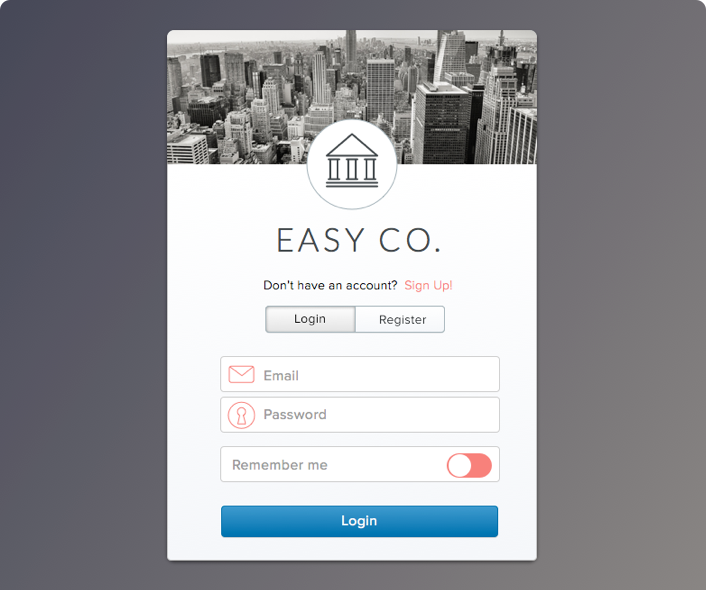 EASY CO.
Don't have an account? Sign Up!
Login Register
Email
Password
Remember me
Login